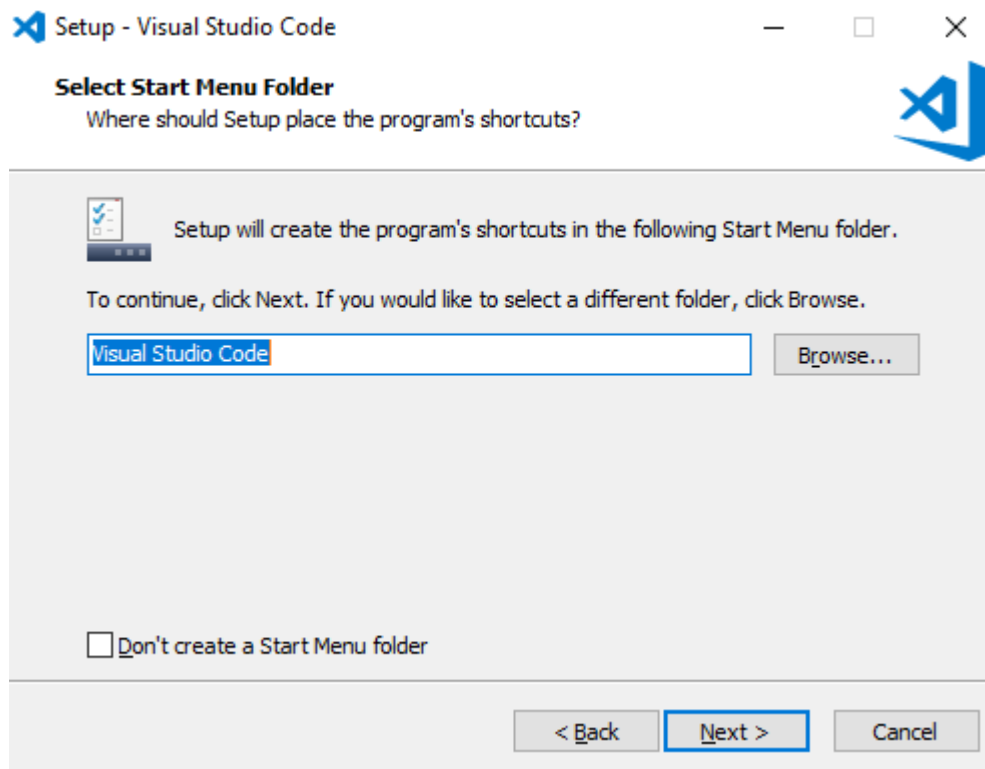 Setup - Visual Studio Code
Select Start Menu Folder
Where should Setup place the program's shortcuts?
Setup will create the program's shortcuts in the following Start Menu folder.
To continue, click Next. If you would like to select a different folder, click Browse.
Visual Studio Code
Browse...
Don't create a Start Menu folder
< Back
Next >
Cancel